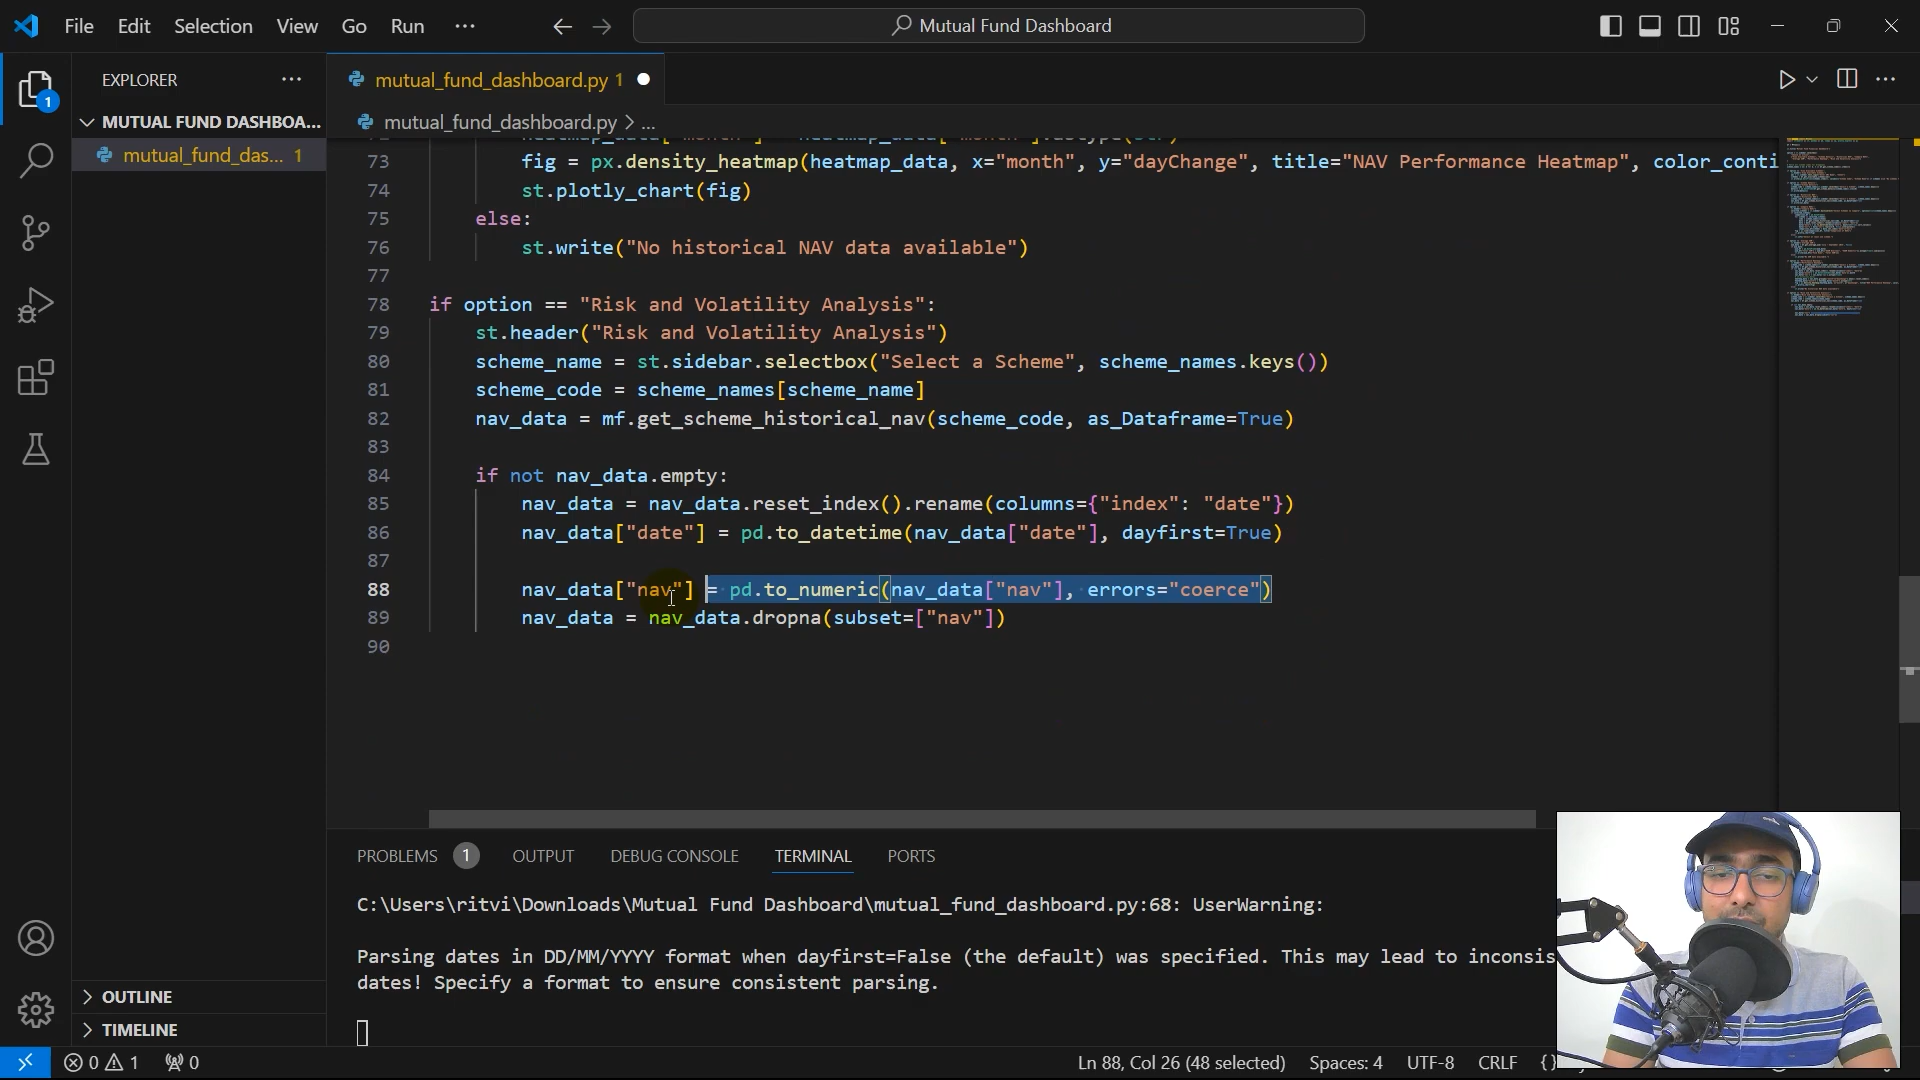 File Edit Selection View Go Run ··· Mutual Fund Dashboard
EXPLORER ···
mutual_fund_dashboard.py 1
MUTUAL FUND DASHBOA...
mutual_fund_dashboard.py > ...
mutual_fund_das... 1
1
73 fig = px.density_heatmap(heatmap_data, x="month", y="dayChange", title="NAV Performance Heatmap", color_conti
74 st.plotly_chart(fig)
75 else:
76 st.write("No historical NAV data available")
77
78 if option == "Risk and Volatility Analysis":
79 st.header("Risk and Volatility Analysis")
80 scheme_name = st.sidebar.selectbox("Select a Scheme", scheme_names.keys())
81 scheme_code = scheme_names[scheme_name]
82 nav_data = mf.get_scheme_historical_nav(scheme_code, as_Dataframe=True)
83
84 if not nav_data.empty:
85 nav_data = nav_data.reset_index().rename(columns={"index": "date"})
86 nav_data["date"] = pd.to_datetime(nav_data["date"], dayfirst=True)
87
88 nav_data["nav"] = pd.to_numeric(nav_data["nav"], errors="coerce")
89 nav_data = nav_data.dropna(subset=["nav"])
90
PROBLEMS 1 OUTPUT DEBUG CONSOLE TERMINAL PORTS
C:\Users\ritvi\Downloads\Mutual Fund Dashboard\mutual_fund_dashboard.py:68: UserWarning:
Parsing dates in DD/MM/YYYY format when dayfirst=False (the default) was specified. This may lead to inconsis
dates! Specify a format to ensure consistent parsing.
OUTLINE
TIMELINE
0 1 0 Ln 88, Col 26 (48 selected) Spaces: 4 UTF-8 CRLF {}